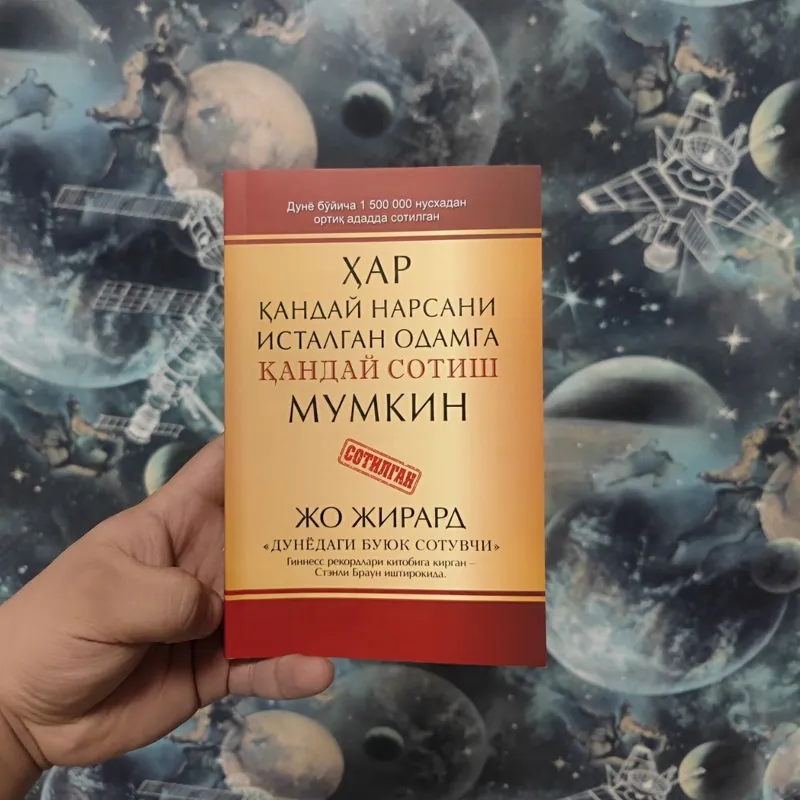 Дунё бўйича 1 500 000 нусхадан
ортиқ ададда сотилган
ҲАР
ҚАНДАЙ НАРСАНИ
ИСТАЛГАН ОДАМГА
ҚАНДАЙ СОТИШ
МУМКИН
СОТИЛГАН
ЖО ЖИРАРД
«ДУНЁДАГИ БУЮК СОТУВЧИ»
Гиннесс рекордлари китобига кирган –
Стэнли Браун иштирокида.